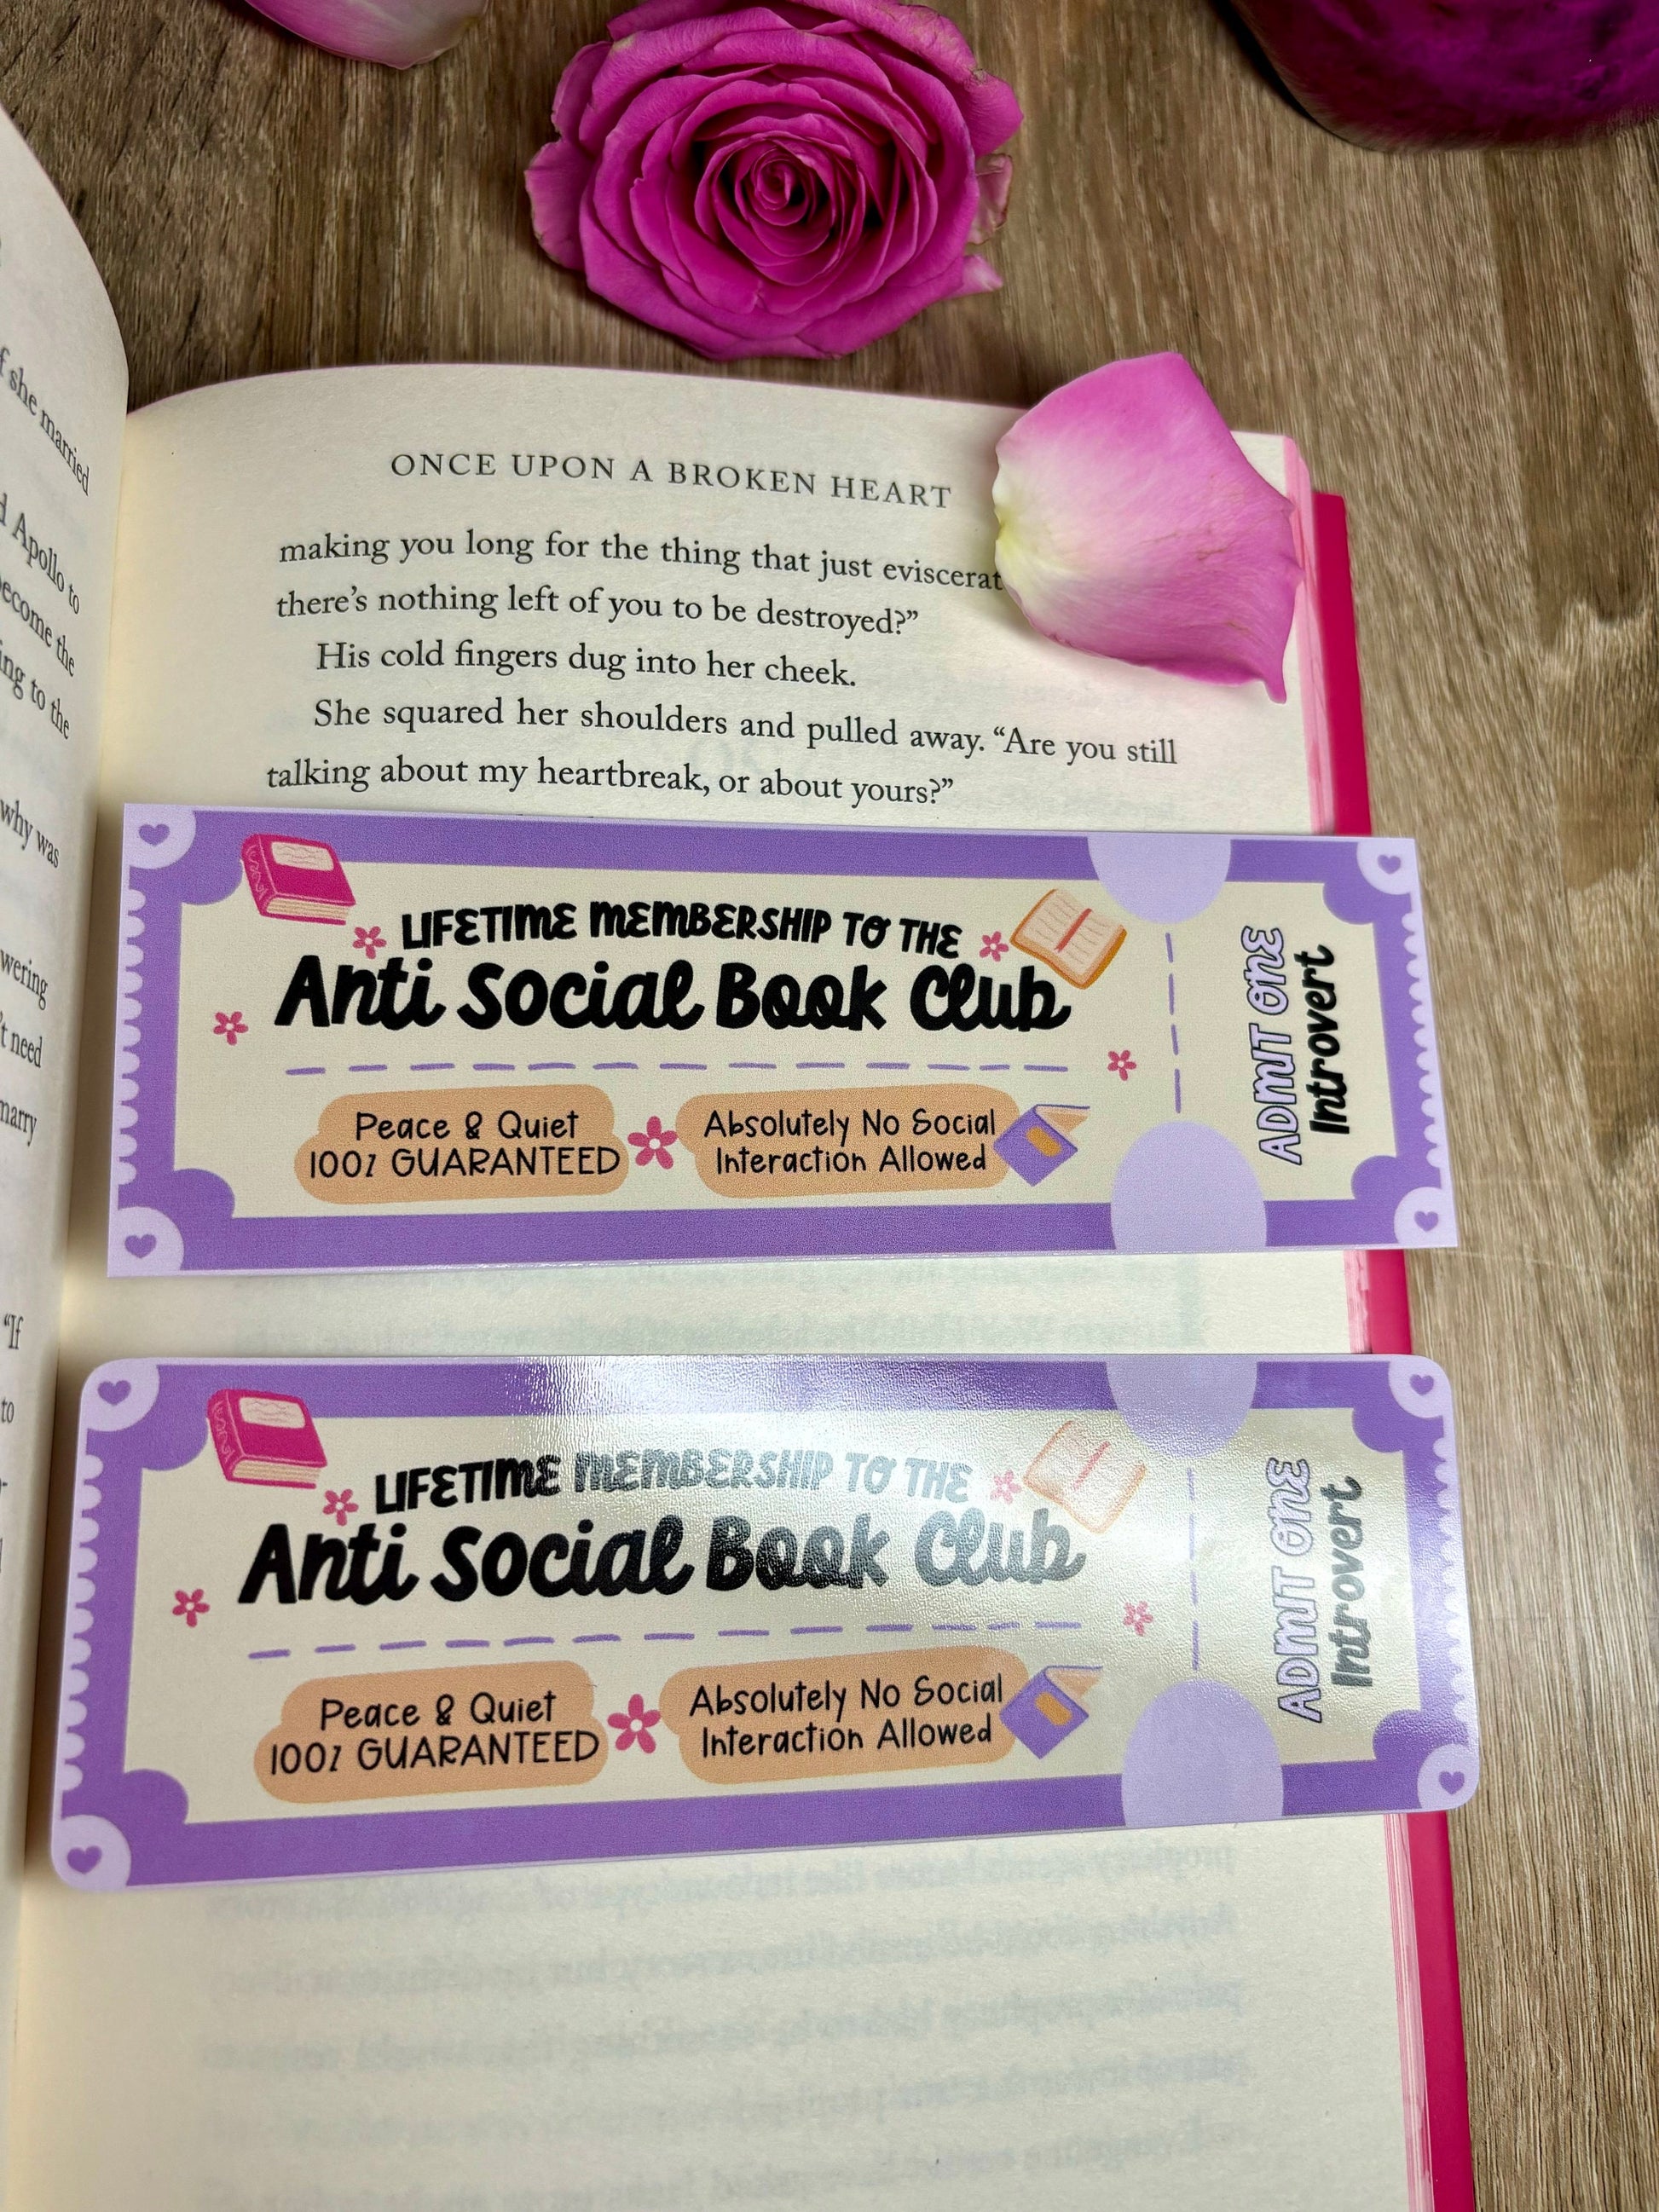 f she married
d Apollo to
ecome the
ing to the
why was
wering
't need
marry
“If
to
ONCE UPON A BROKEN HEART
making you long for the thing that just eviscerat
there’s nothing left of you to be destroyed?”
His cold fingers dug into her cheek.
She squared her shoulders and pulled away. “Are you still
talking about my heartbreak, or about yours?”
LIFETIME MEMBERSHIP TO THE
Anti Social Book Club
Peace & Quiet
100% GUARANTEED
Absolutely No Social
Interaction Allowed
ADMIT ONE
Introvert
LIFETIME MEMBERSHIP TO THE
Anti Social Book Club
Peace & Quiet
100% GUARANTEED
Absolutely No Social
Interaction Allowed
ADMIT ONE
Introvert